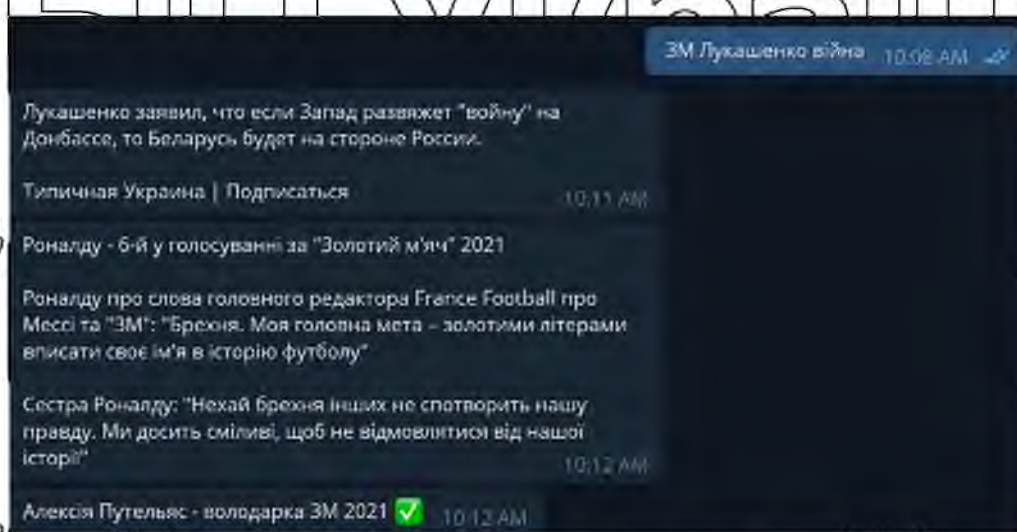 ЗМ Лукашенко війна 10:08 AM
Лукашенко заявил, что если Запад развяжет "войну" на
Донбассе, то Беларусь будет на стороне России.
Типичная Украина | Подписаться
10:11 AM
Роналду - 6-й у голосуванні за "Золотий м'яч" 2021
Роналду про слова головного редактора France Football про
Мессі та "ЗМ": "Брехня. Моя головна мета – золотими літерами
вписати своє ім'я в історію футболу"
Сестра Роналду: "Нехай брехня інших не спотворить нашу
правду. Ми досить сміливі, щоб не відмовлятися від нашої
історії"
10:12 AM
Алексія Путельяс - володарка ЗМ 2021 ✅ 10:12 AM